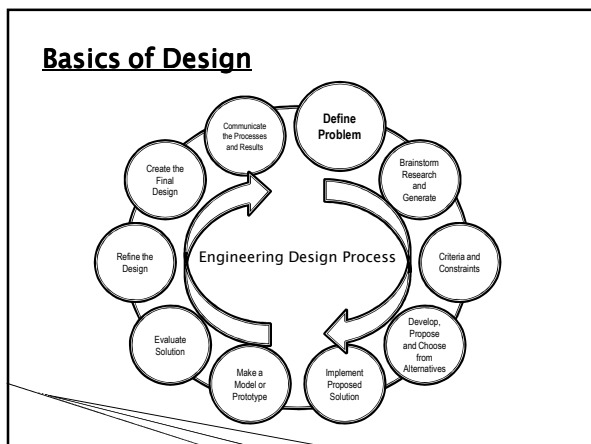 Basics of Design
Define
Problem
Brainstorm
Research
and
Generate
Criteria and
Constraints
Develop,
Propose
and Choose
from
Alternatives
Implement
Proposed
Solution
Make a
Model or
Prototype
Evaluate
Solution
Refine the
Design
Create the
Final
Design
Communicate
the Processes
and Results
Engineering Design Process